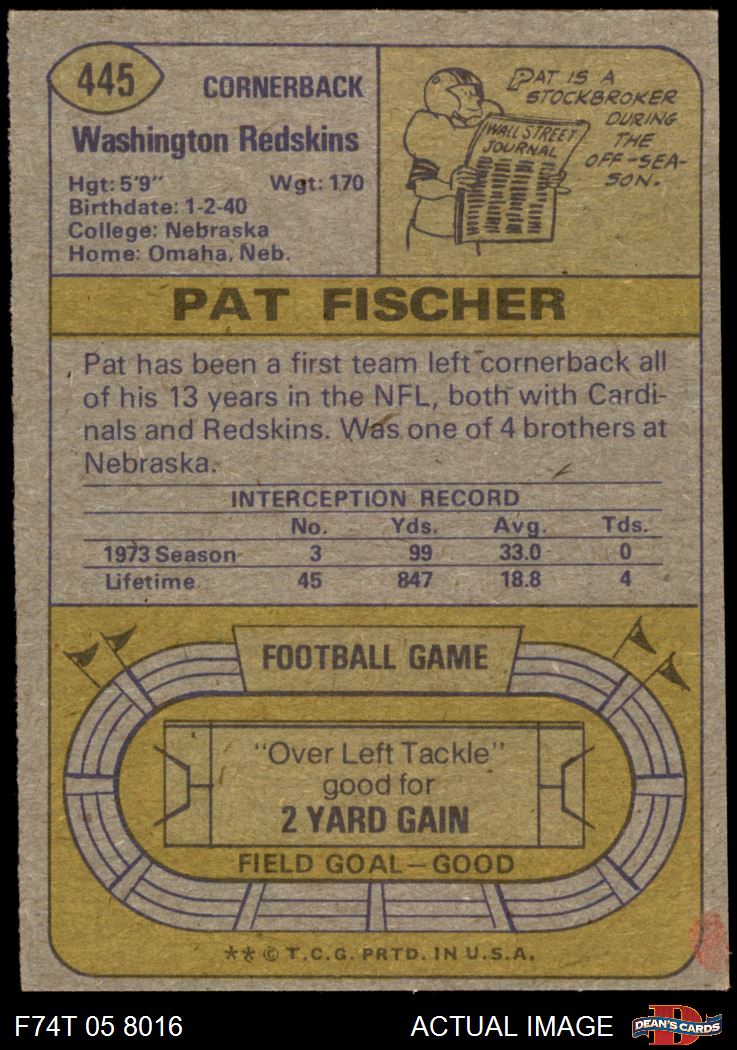 445
CORNERBACK
Washington Redskins
Hgt: 5'9" Wgt: 170
Birthdate: 1-2-40
College: Nebraska
Home: Omaha, Neb.
PAT IS A
STOCKBROKER
DURING
THE
OFF-SEA-
SON.
WALL STREET
JOURNAL
PAT FISCHER
Pat has been a first team left cornerback all
of his 13 years in the NFL, both with Cardi-
nals and Redskins. Was one of 4 brothers at
Nebraska.
INTERCEPTION RECORD
No. Yds. Avg. Tds.
1973 Season 3 99 33.0 0
Lifetime 45 847 18.8 4
FOOTBALL GAME
"Over Left Tackle"
good for
2 YARD GAIN
FIELD GOAL—GOOD
** © T.C.G. PRTD. IN U.S.A.
F74T 05 8016 ACTUAL IMAGE
D
DEAN'S CARDS